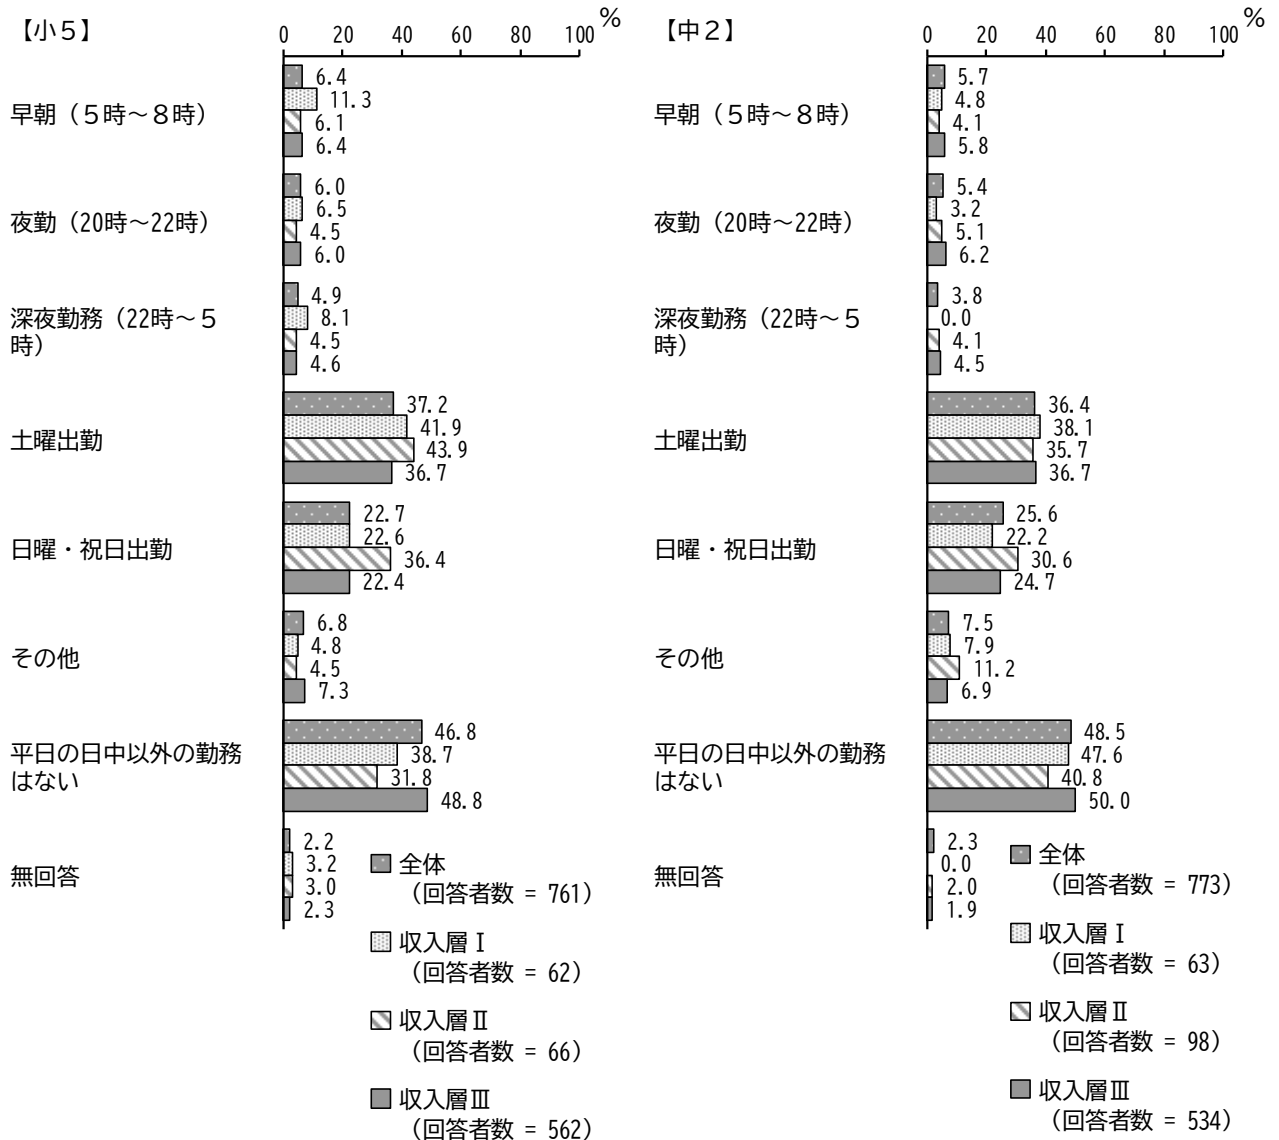 【小５】
0 20 40 60 80 100 %
早朝（５時～８時）
6.4
11.3
6.1
6.4
夜勤（20時～22時）
6.0
6.5
4.5
6.0
深夜勤務（22時～５
時）
4.9
8.1
4.5
4.6
土曜出勤
37.2
41.9
43.9
36.7
日曜・祝日出勤
22.7
22.6
36.4
22.4
その他
6.8
4.8
4.5
7.3
平日の日中以外の勤務
はない
46.8
38.7
31.8
48.8
無回答
2.2
3.2
3.0
2.3
全体
（回答者数 = 761）
収入層Ⅰ
（回答者数 = 62）
収入層Ⅱ
（回答者数 = 66）
収入層Ⅲ
（回答者数 = 562）
【中２】
0 20 40 60 80 100 %
早朝（５時～８時）
5.7
4.8
4.1
5.8
夜勤（20時～22時）
5.4
3.2
5.1
6.2
深夜勤務（22時～５
時）
3.8
0.0
4.1
4.5
土曜出勤
36.4
38.1
35.7
36.7
日曜・祝日出勤
25.6
22.2
30.6
24.7
その他
7.5
7.9
11.2
6.9
平日の日中以外の勤務
はない
48.5
47.6
40.8
50.0
無回答
2.3
0.0
2.0
1.9
全体
（回答者数 = 773）
収入層Ⅰ
（回答者数 = 63）
収入層Ⅱ
（回答者数 = 98）
収入層Ⅲ
（回答者数 = 534）